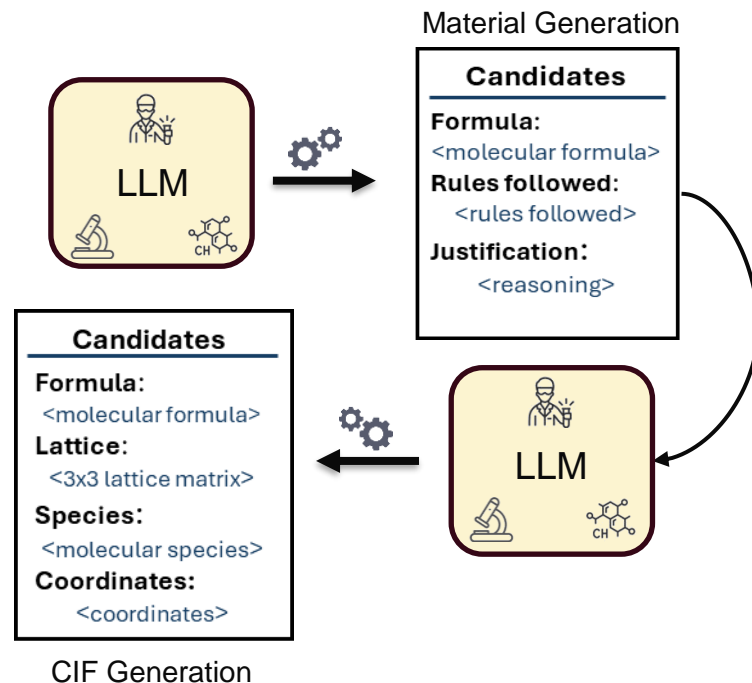 Material Generation
LLM
CH
Candidates
Formula:
<molecular formula>
Rules followed:
<rules followed>
Justification:
<reasoning>
LLM
CH
Candidates
Formula:
<molecular formula>
Lattice:
<3x3 lattice matrix>
Species:
<molecular species>
Coordinates:
<coordinates>
CIF Generation